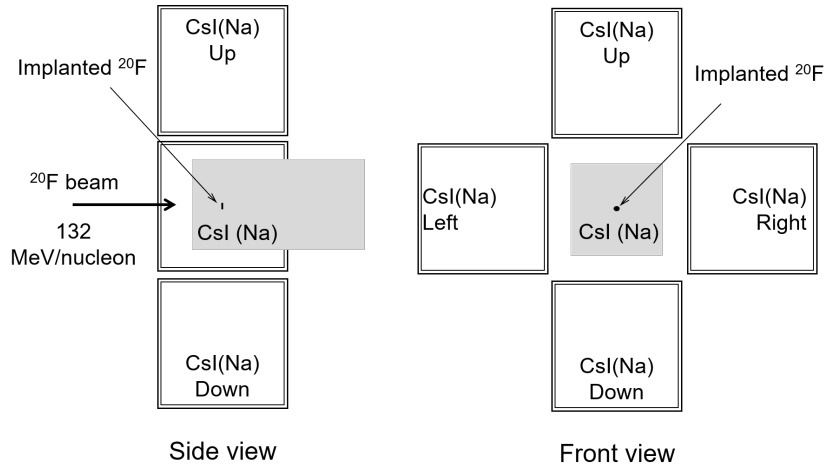 CsI(Na)
Up
Implanted ²⁰F
²⁰F beam
132
MeV/nucleon
CsI (Na)
CsI(Na)
Down
Side view
CsI(Na)
Up
Implanted ²⁰F
CsI(Na)
Left
CsI (Na)
CsI(Na)
Right
CsI(Na)
Down
Front view